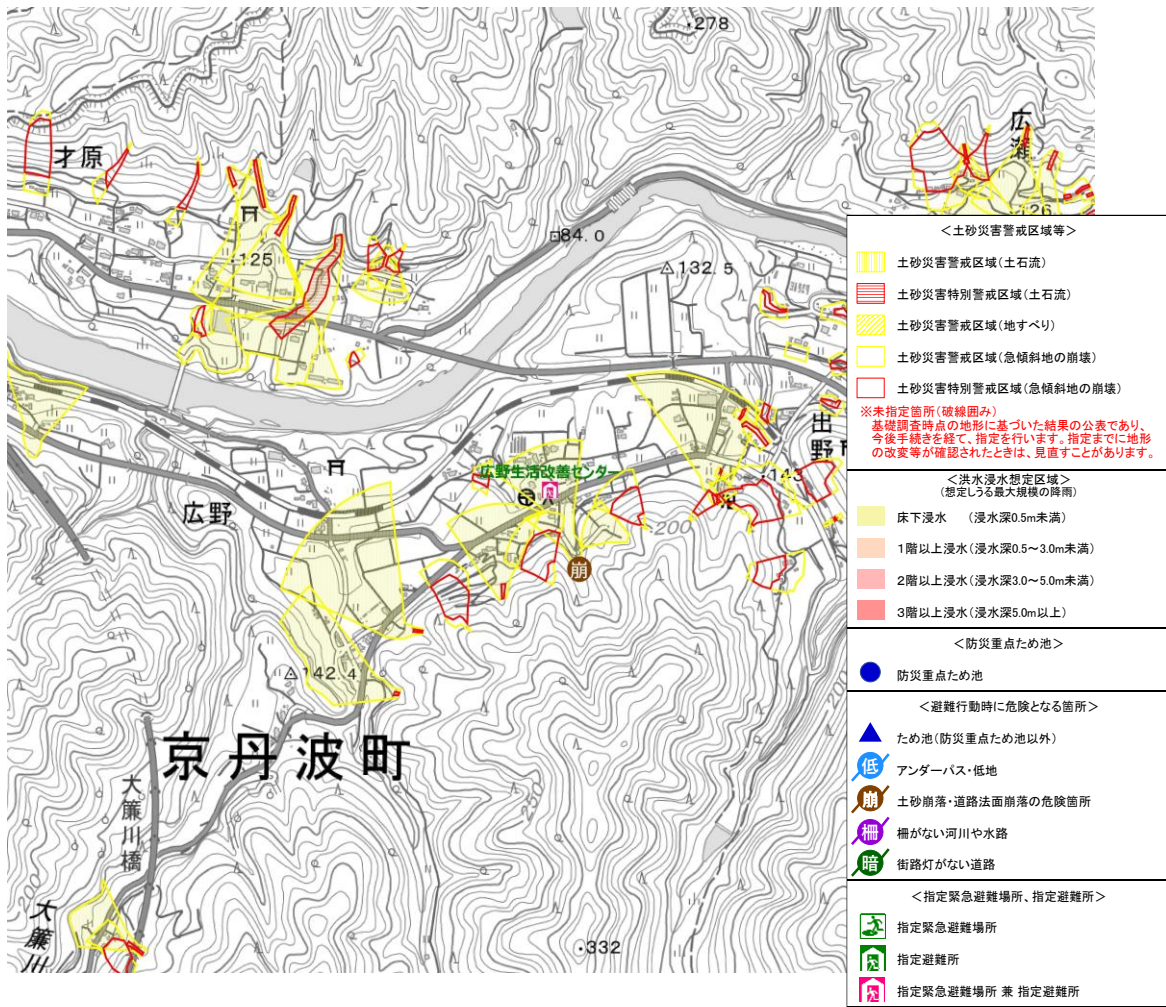 278
広瀬
才原
126
84.0
125
132.5
出野
143
広野生活改善センター
広野
200
崩
142.4
京丹波町
250
大簾川橋
大簾川
332
＜土砂災害警戒区域等＞
土砂災害警戒区域（土石流）
土砂災害特別警戒区域（土石流）
土砂災害警戒区域（地すべり）
土砂災害警戒区域（急傾斜地の崩壊）
土砂災害特別警戒区域（急傾斜地の崩壊）
※未指定箇所（破線囲み）
基礎調査時点の地形に基づいた結果の公表であり、
今後手続きを経て、指定を行います。指定までに地形
の改変等が確認されたときは、見直すことがあります。
＜洪水浸水想定区域＞
（想定しうる最大規模の降雨）
床下浸水　（浸水深0.5m未満）
１階以上浸水（浸水深0.5～3.0m未満）
２階以上浸水（浸水深3.0～5.0m未満）
３階以上浸水（浸水深5.0m以上）
＜防災重点ため池＞
防災重点ため池
＜避難行動時に危険となる箇所＞
ため池（防災重点ため池以外）
低 アンダーパス・低地
崩 土砂崩落・道路法面崩落の危険箇所
柵 柵がない河川や水路
暗 街路灯がない道路
＜指定緊急避難場所、指定避難所＞
指定緊急避難場所
指定避難所
指定緊急避難場所 兼 指定避難所